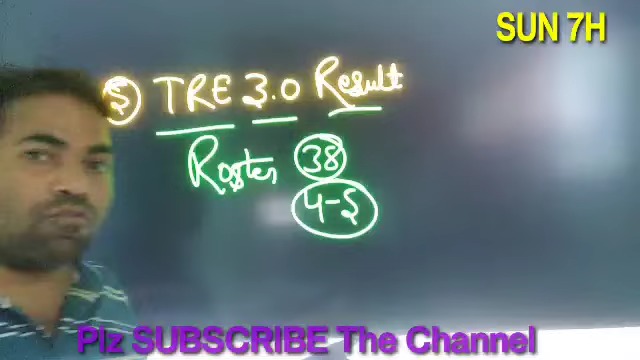 SUN 7H
5 TRE 3.0 Result
Roster 38
4-5
Plz SUBSCRIBE The Channel